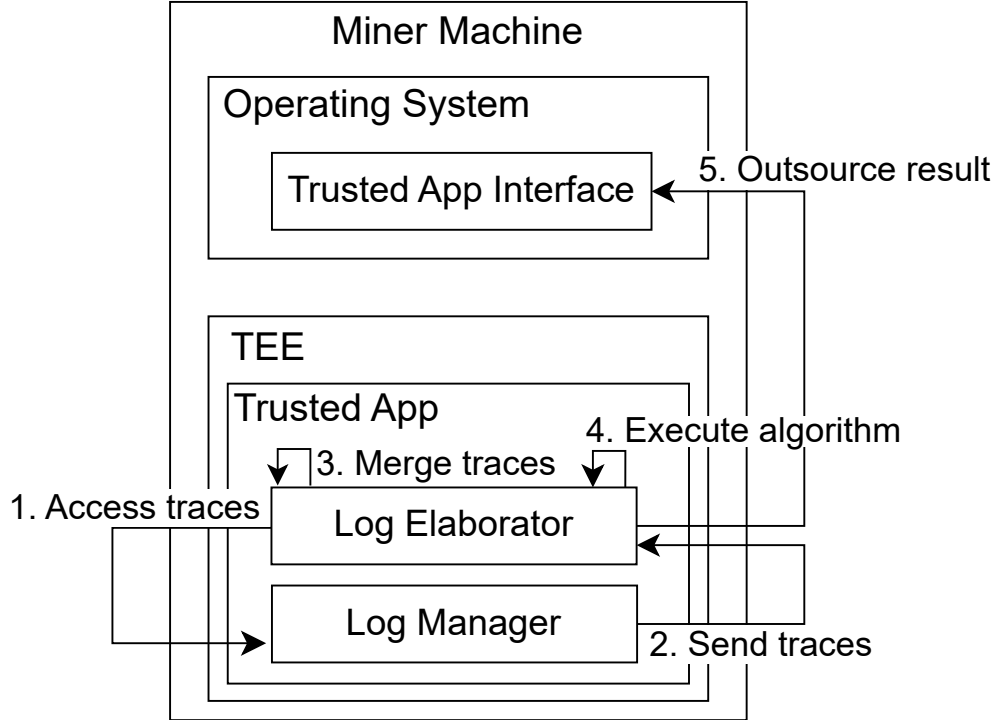 Miner Machine
Operating System
5. Outsource result
Trusted App Interface
TEE
Trusted App
4. Execute algorithm
3. Merge traces
1. Access traces
Log Elaborator
Log Manager
2. Send traces